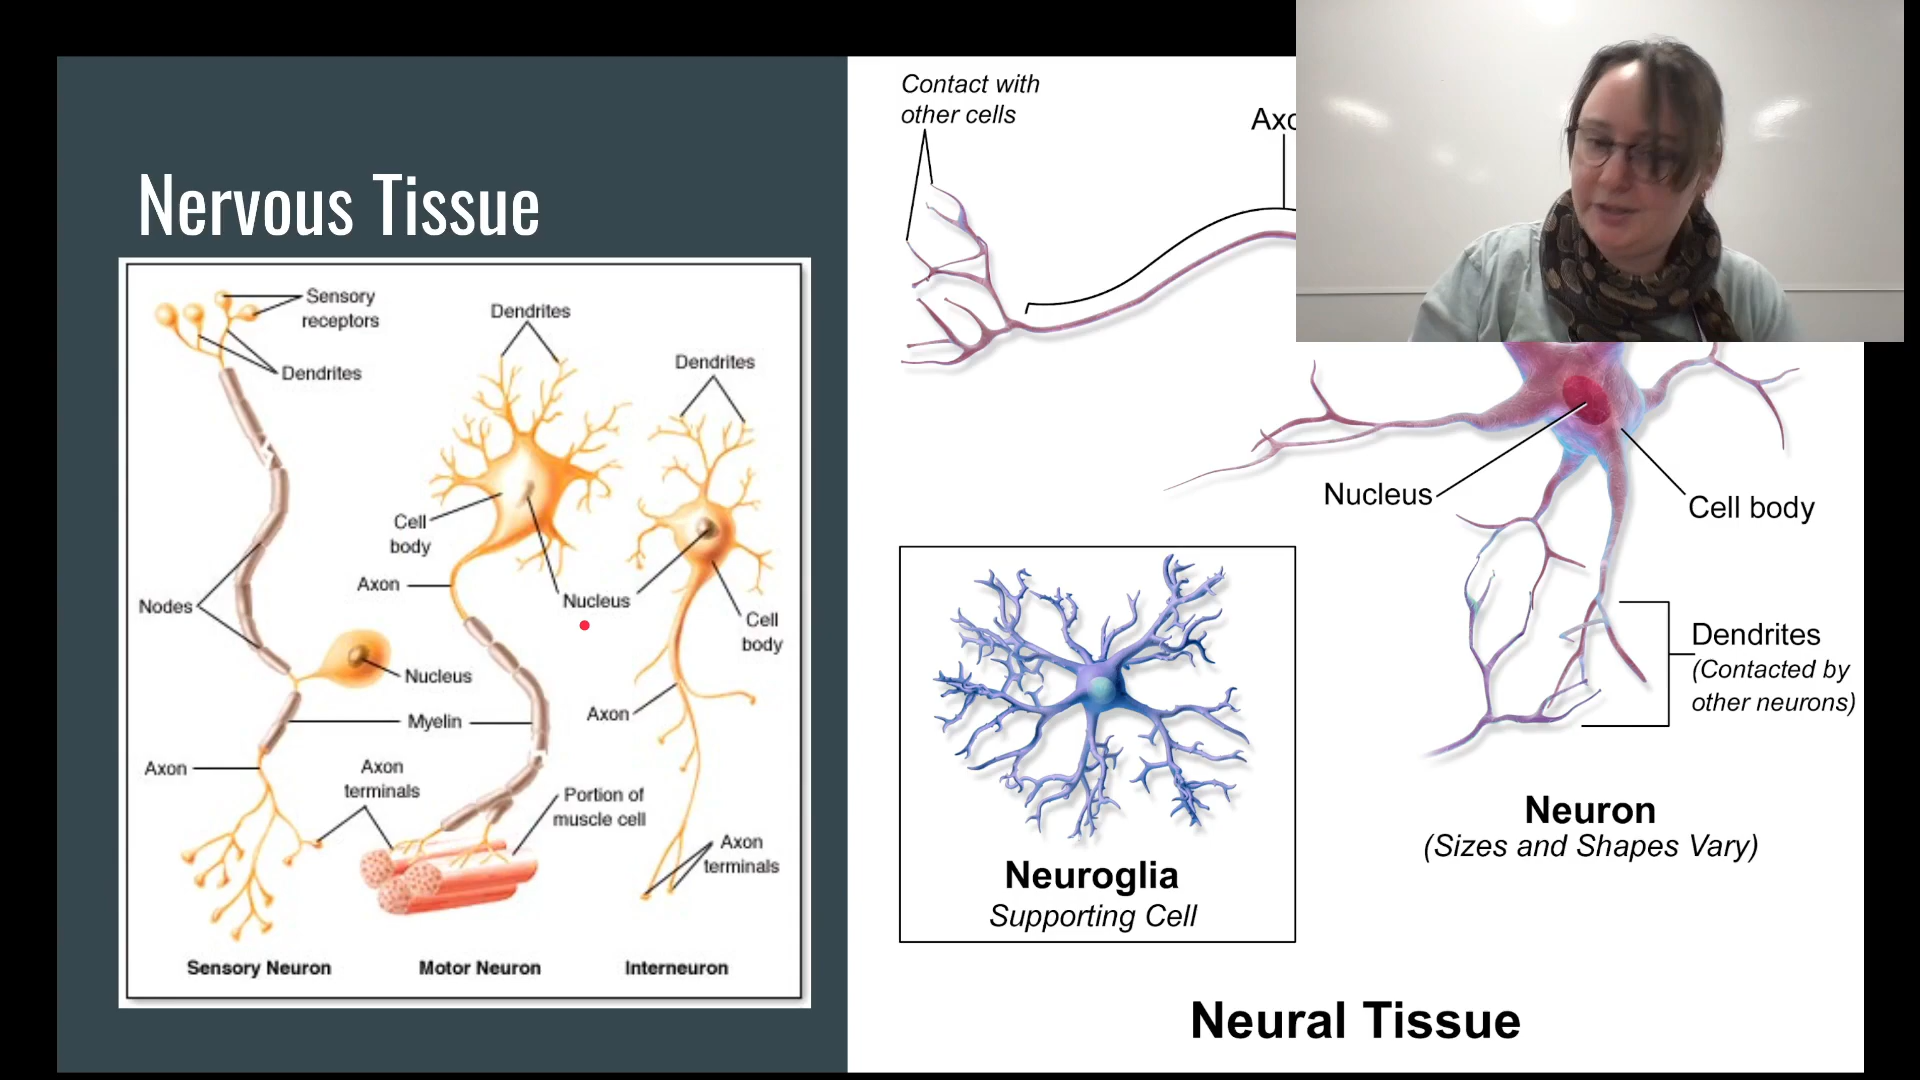 Nervous Tissue
Sensory
receptors
Dendrites
Dendrites
Dendrites
Cell
body
Axon
Nucleus
Cell
body
Nodes
Nucleus
Myelin
Axon
Axon
Axon
terminals
Portion of
muscle cell
Axon
terminals
Sensory Neuron
Motor Neuron
Interneuron
Contact with
other cells
Axo
Nucleus
Cell body
Dendrites
(Contacted by
other neurons)
Neuron
(Sizes and Shapes Vary)
Neuroglia
Supporting Cell
Neural Tissue